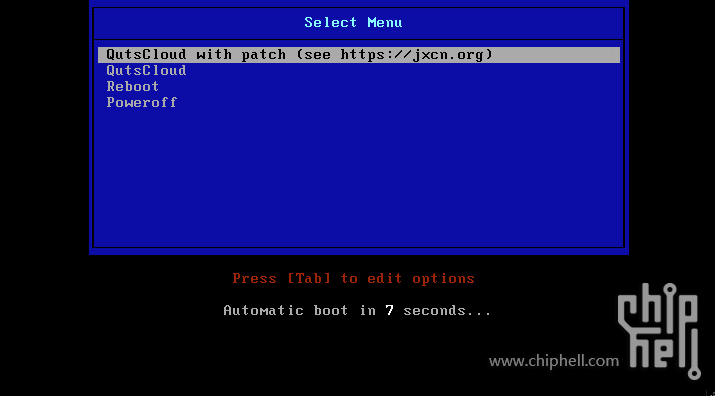 Select Menu
QutsCloud with patch (see https://jxcn.org)
QutsCloud
Reboot
Poweroff
Press [Tab] to edit options
Automatic boot in 7 seconds...
chip
hell
www.chiphell.com